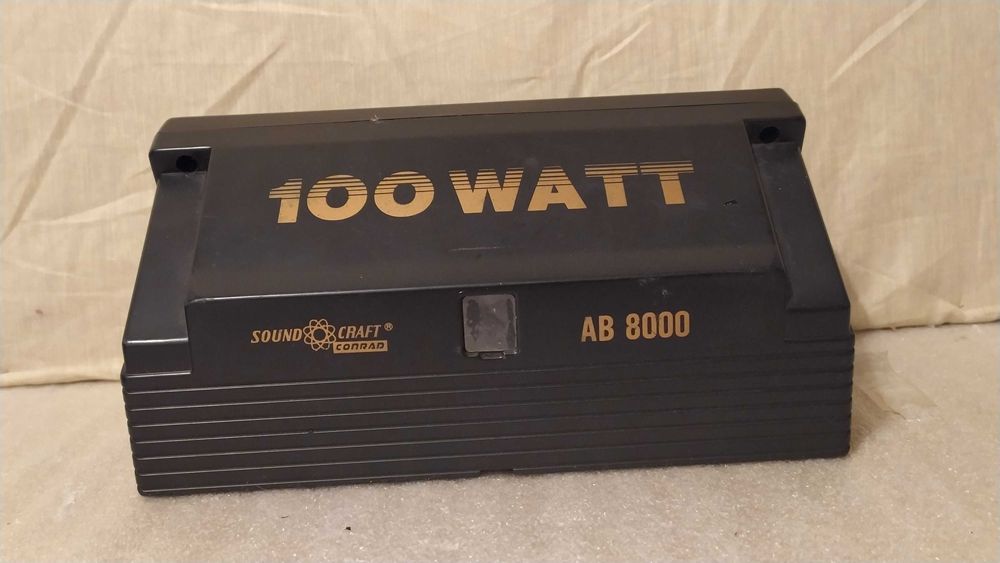 100 WATT
SOUND CRAFT®
CONRAD
AB 8000